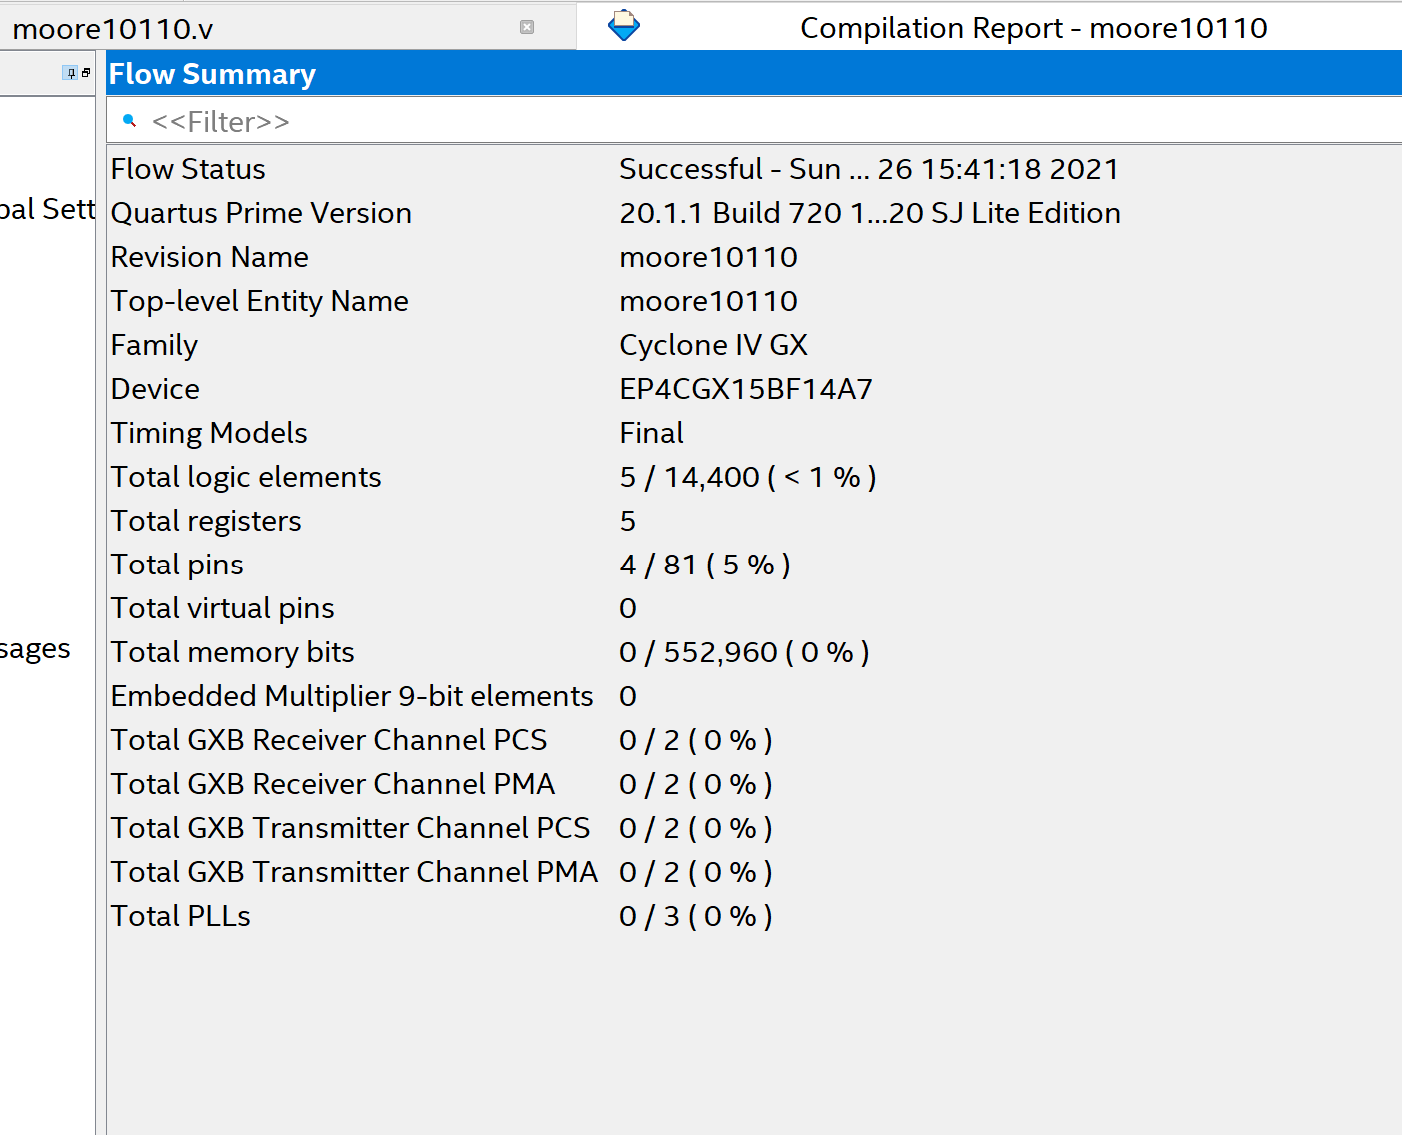 moore10110.v
Compilation Report - moore10110
Flow Summary
<<Filter>>
Flow Status Successful - Sun ... 26 15:41:18 2021
bal Sett
Quartus Prime Version 20.1.1 Build 720 1...20 SJ Lite Edition
Revision Name moore10110
Top-level Entity Name moore10110
Family Cyclone IV GX
Device EP4CGX15BF14A7
Timing Models Final
Total logic elements 5 / 14,400 ( < 1 % )
Total registers 5
Total pins 4 / 81 ( 5 % )
Total virtual pins 0
sages
Total memory bits 0 / 552,960 ( 0 % )
Embedded Multiplier 9-bit elements 0
Total GXB Receiver Channel PCS 0 / 2 ( 0 % )
Total GXB Receiver Channel PMA 0 / 2 ( 0 % )
Total GXB Transmitter Channel PCS 0 / 2 ( 0 % )
Total GXB Transmitter Channel PMA 0 / 2 ( 0 % )
Total PLLs 0 / 3 ( 0 % )